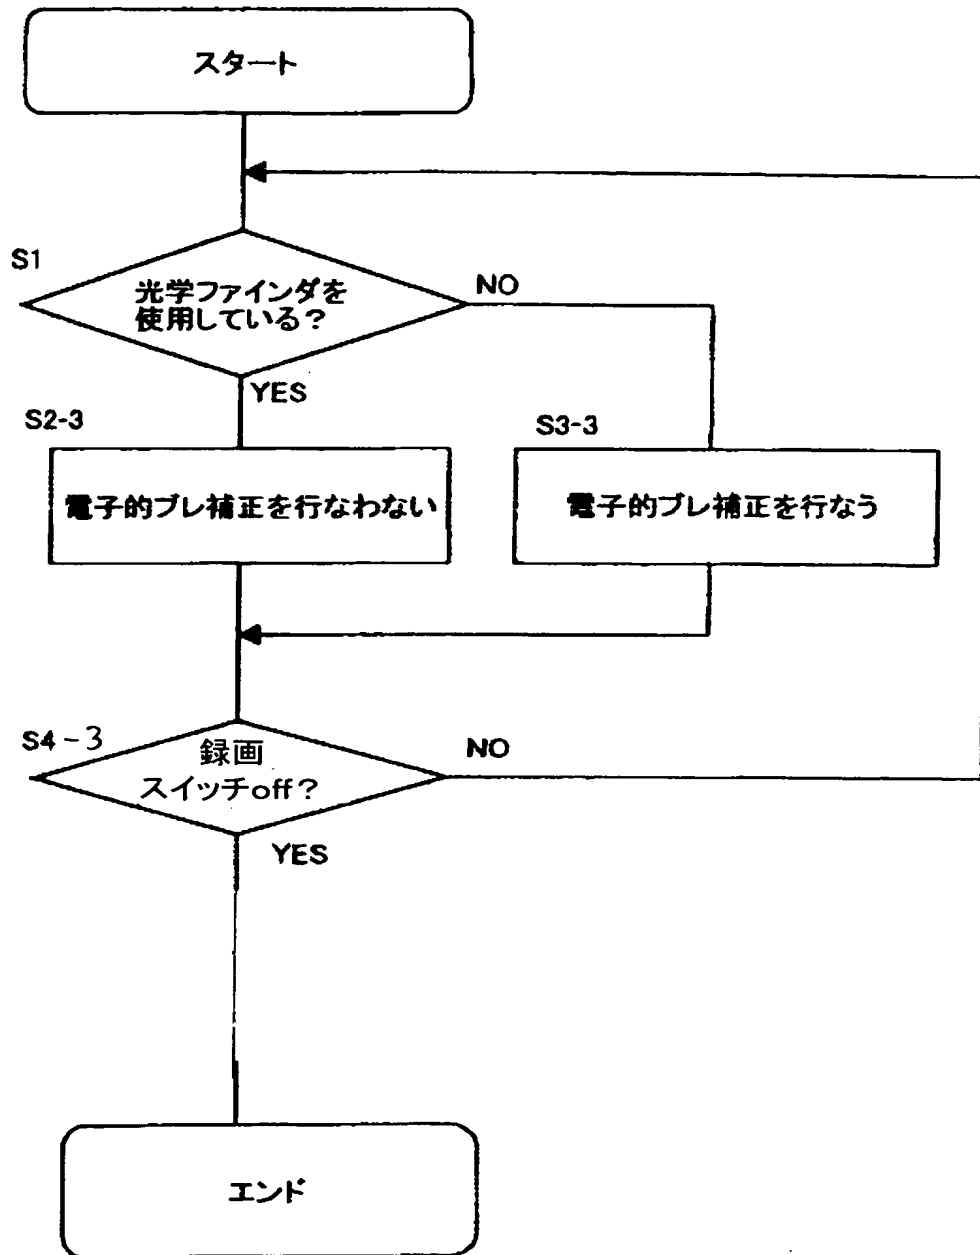 スタート
S1
光学ファインダを
使用している?
NO
YES
S2-3
電子的ブレ補正を行なわない
S3-3
電子的ブレ補正を行なう
S4-3
録画
スイッチoff?
NO
YES
エンド